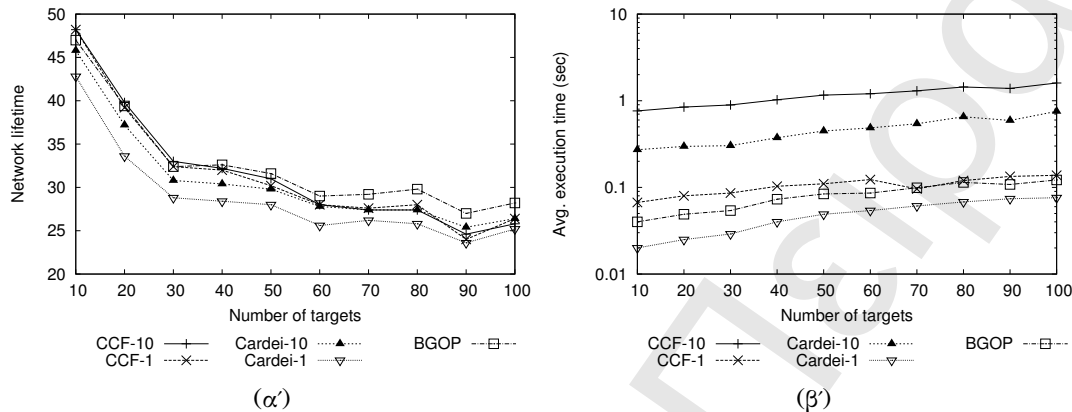 50
45
40
35
30
25
20
10 20 30 40 50 60 70 80 90 100
Network lifetime
Number of targets
CCF-10 Cardei-10 BGOP
CCF-1 Cardei-1
(α′)
10
1
0.1
0.01
10 20 30 40 50 60 70 80 90 100
Avg. execution time (sec)
Number of targets
CCF-10 Cardei-10 BGOP
CCF-1 Cardei-1
(β′)